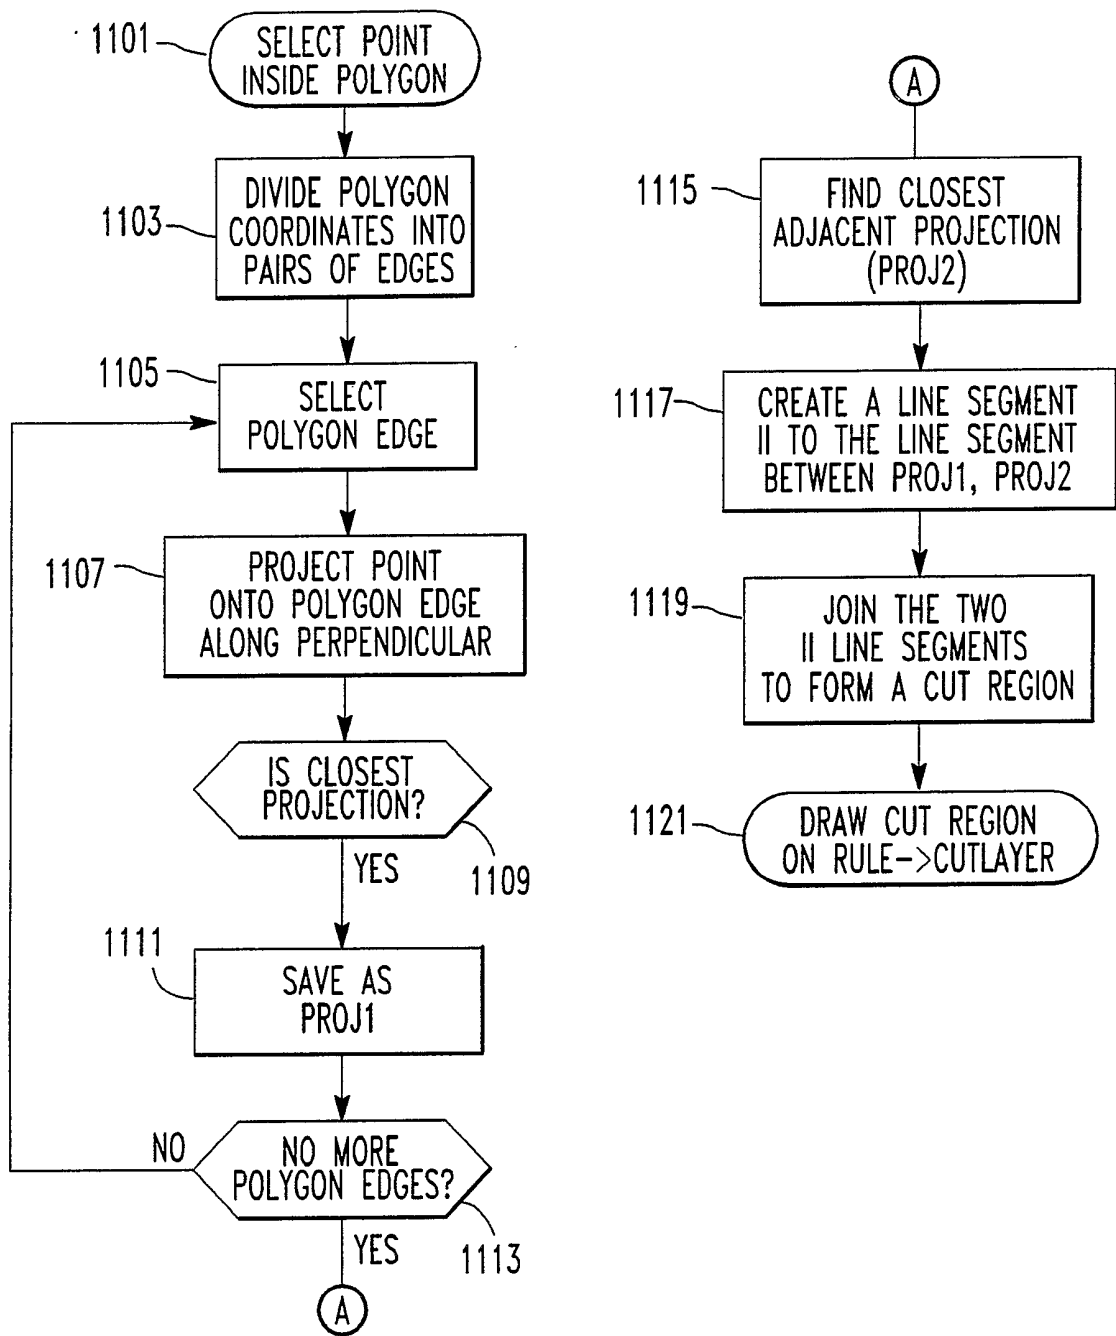 1101
SELECT POINT
INSIDE POLYGON
1103
DIVIDE POLYGON
COORDINATES INTO
PAIRS OF EDGES
1105
SELECT
POLYGON EDGE
1107
PROJECT POINT
ONTO POLYGON EDGE
ALONG PERPENDICULAR
IS CLOSEST
PROJECTION?
1109
YES
1111
SAVE AS
PROJ1
NO
NO MORE
POLYGON EDGES?
1113
YES
A
A
1115
FIND CLOSEST
ADJACENT PROJECTION
(PROJ2)
1117
CREATE A LINE SEGMENT
II TO THE LINE SEGMENT
BETWEEN PROJ1, PROJ2
1119
JOIN THE TWO
II LINE SEGMENTS
TO FORM A CUT REGION
1121
DRAW CUT REGION
ON RULE->CUTLAYER